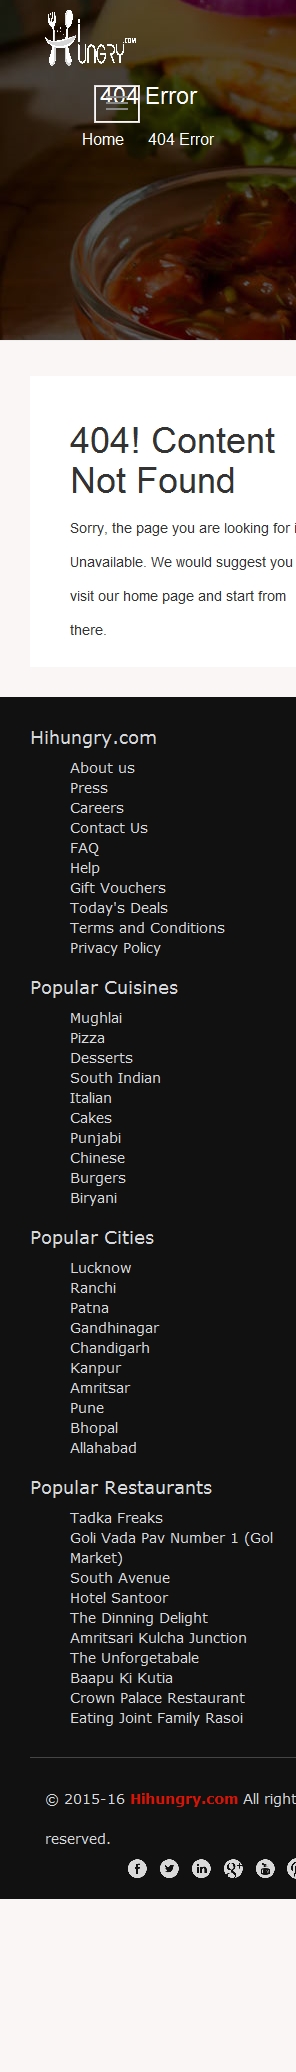 Hi
UNGRY.COM
404 Error
Home 404 Error
404! Content
Not Found
Sorry, the page you are looking for i
Unavailable. We would suggest you
visit our home page and start from
there.
Hihungry.com
About us
Press
Careers
Contact Us
FAQ
Help
Gift Vouchers
Today's Deals
Terms and Conditions
Privacy Policy
Popular Cuisines
Mughlai
Pizza
Desserts
South Indian
Italian
Cakes
Punjabi
Chinese
Burgers
Biryani
Popular Cities
Lucknow
Ranchi
Patna
Gandhinagar
Chandigarh
Kanpur
Amritsar
Pune
Bhopal
Allahabad
Popular Restaurants
Tadka Freaks
Goli Vada Pav Number 1 (Gol
Market)
South Avenue
Hotel Santoor
The Dinning Delight
Amritsari Kulcha Junction
The Unforgetabale
Baapu Ki Kutia
Crown Palace Restaurant
Eating Joint Family Rasoi
© 2015-16 Hihungry.com All right
reserved.